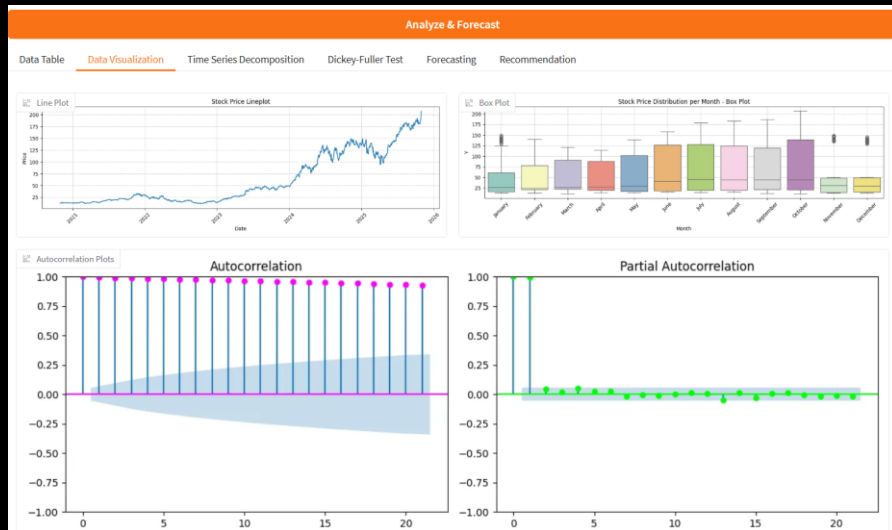 Analyze & Forecast
Data Table
Data Visualization
Time Series Decomposition
Dickey-Fuller Test
Forecasting
Recommendation
Line Plot
Stock Price Lineplot
200
175
150
125
100
75
50
25
Price
2021
2022
2023
2024
2025
2026
Date
Box Plot
Stock Price Distribution per Month - Box Plot
200
175
150
125
100
75
50
25
Y
January
February
March
April
May
June
July
August
September
October
November
December
Month
Autocorrelation Plots
Autocorrelation
1.00
0.75
0.50
0.25
0.00
−0.25
−0.50
−0.75
−1.00
0
5
10
15
20
Partial Autocorrelation
1.00
0.75
0.50
0.25
0.00
−0.25
−0.50
−0.75
−1.00
0
5
10
15
20